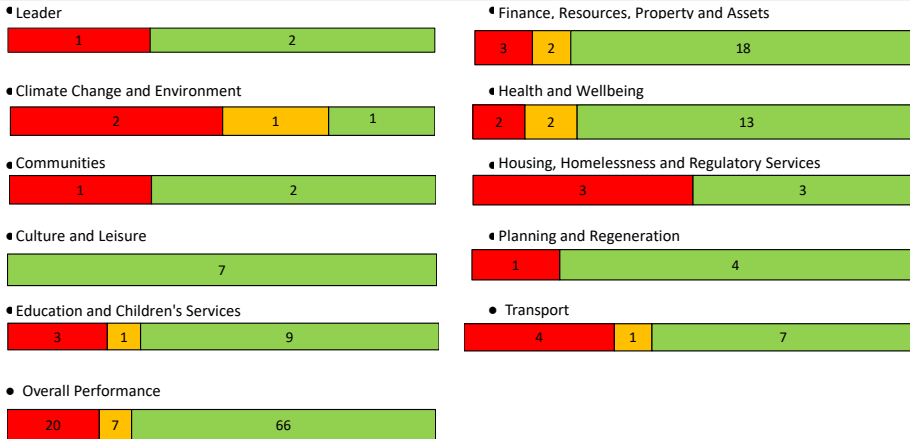 • Leader
1 2
• Climate Change and Environment
2 1 1
• Communities
1 2
• Culture and Leisure
7
• Education and Children's Services
3 1 9
• Overall Performance
20 7 66
• Finance, Resources, Property and Assets
3 2 18
• Health and Wellbeing
2 2 13
• Housing, Homelessness and Regulatory Services
3 3
• Planning and Regeneration
1 4
• Transport
4 1 7